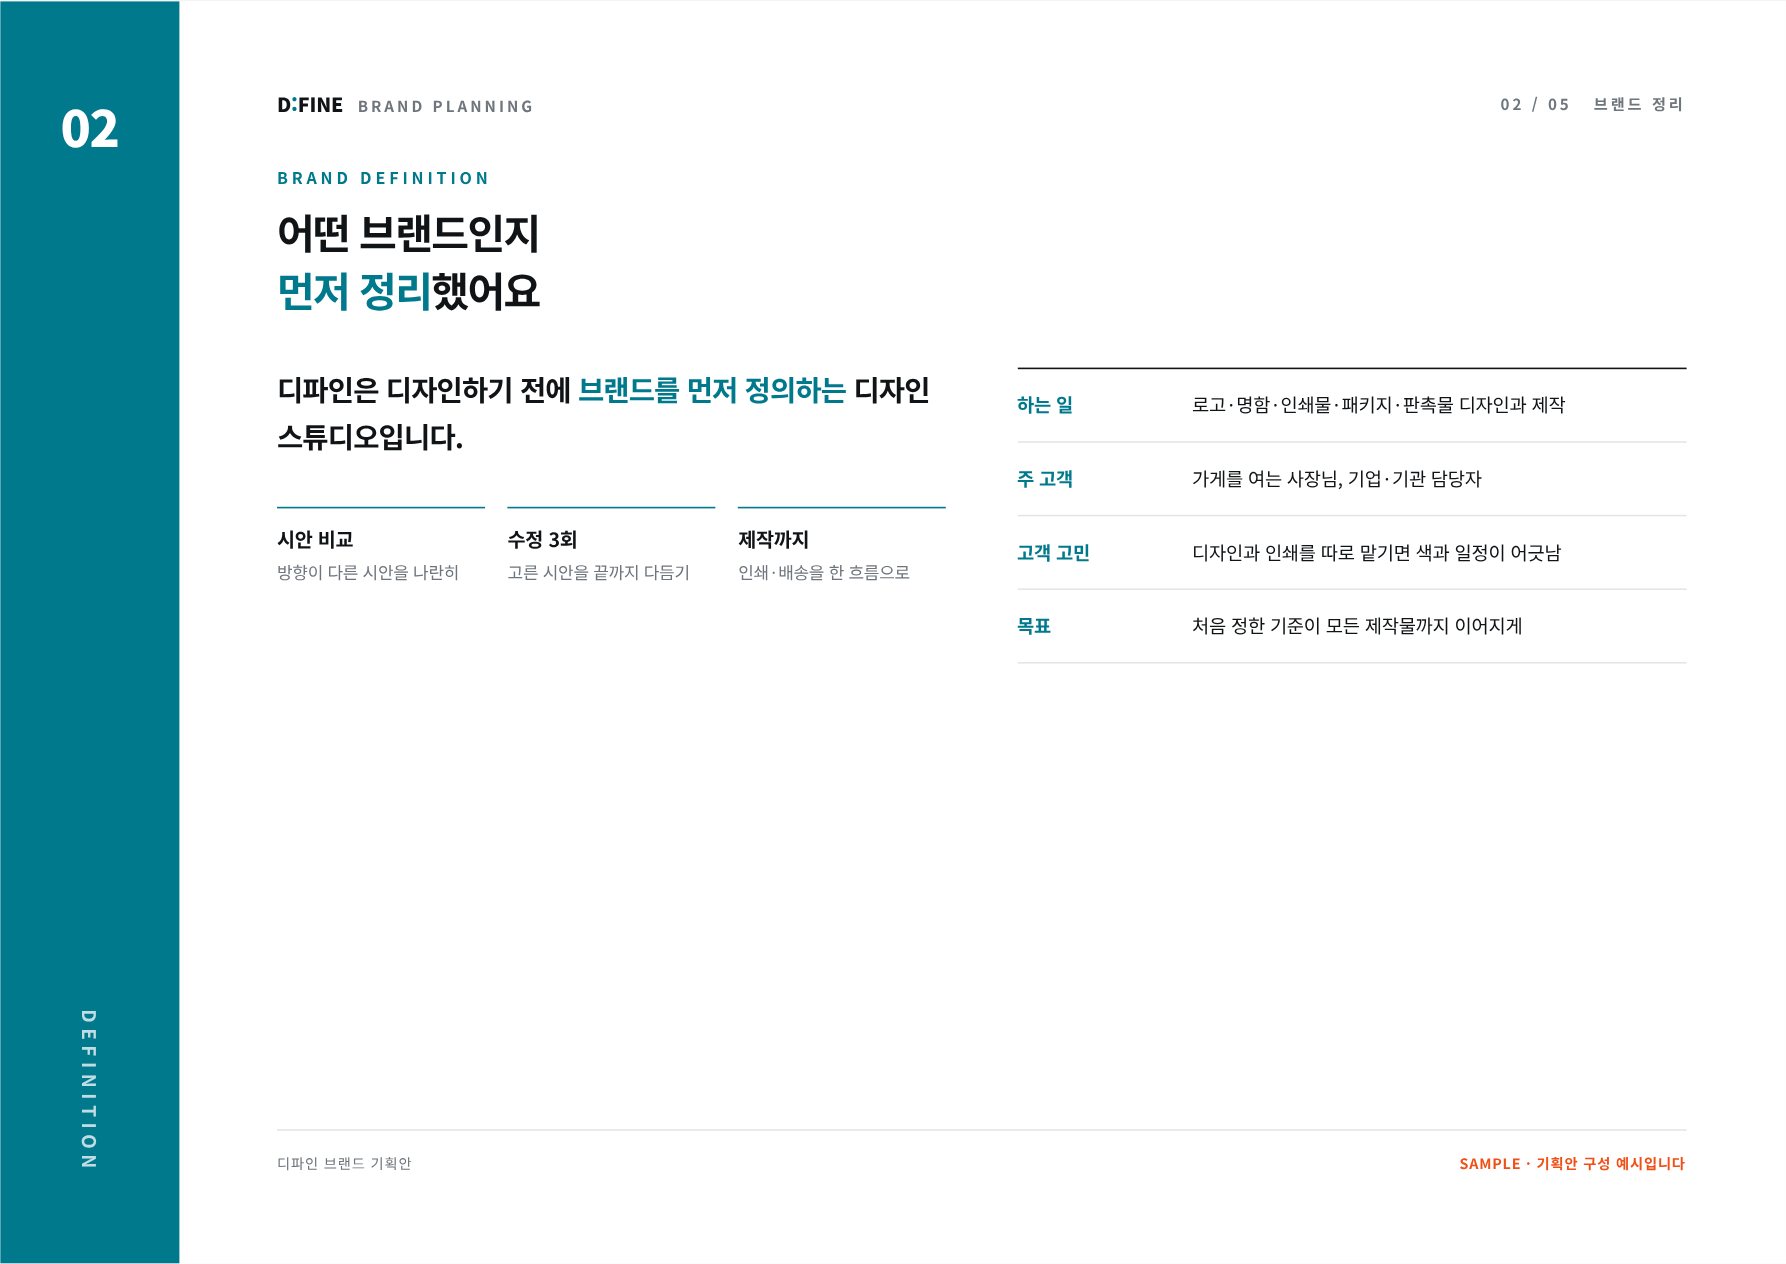 02
D:FINE BRAND PLANNING
02 / 05 브랜드 정리
BRAND DEFINITION
어떤 브랜드인지
먼저 정리했어요
디파인은 디자인하기 전에 브랜드를 먼저 정의하는 디자인
스튜디오입니다.
시안 비교
방향이 다른 시안을 나란히
수정 3회
고른 시안을 끝까지 다듬기
제작까지
인쇄·배송을 한 흐름으로
하는 일 로고·명함·인쇄물·패키지·판촉물 디자인과 제작
주 고객 가게를 여는 사장님, 기업·기관 담당자
고객 고민 디자인과 인쇄를 따로 맡기면 색과 일정이 어긋남
목표 처음 정한 기준이 모든 제작물까지 이어지게
DEFINITION
디파인 브랜드 기획안
SAMPLE · 기획안 구성 예시입니다